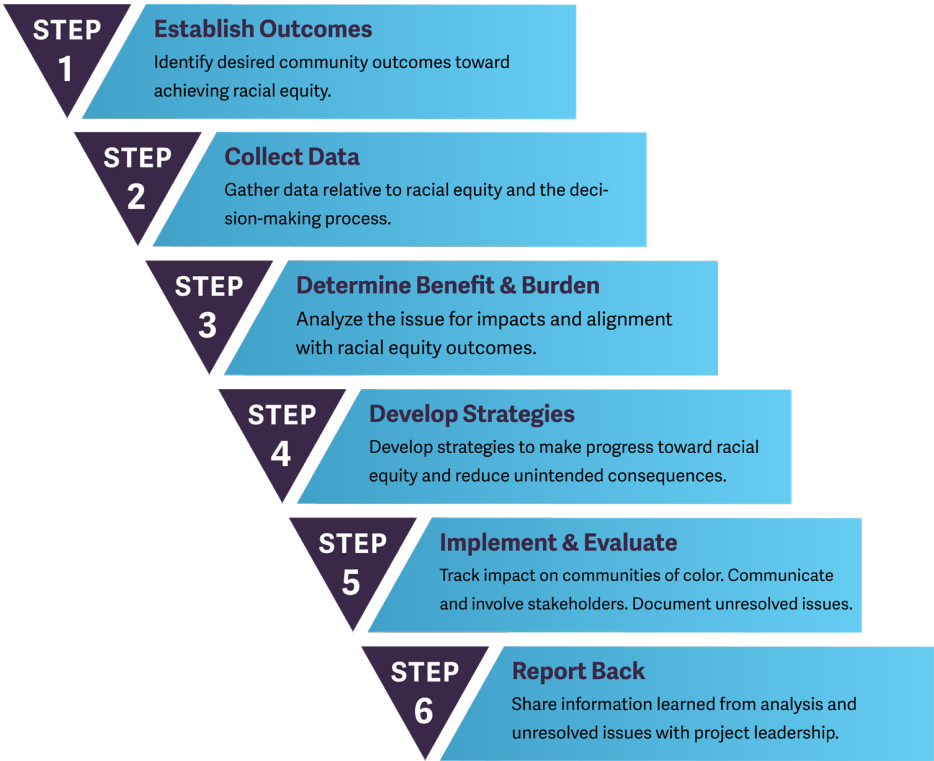 STEP
1
Establish Outcomes
Identify desired community outcomes toward
achieving racial equity.
STEP
2
Collect Data
Gather data relative to racial equity and the deci-
sion-making process.
STEP
3
Determine Benefit & Burden
Analyze the issue for impacts and alignment
with racial equity outcomes.
STEP
4
Develop Strategies
Develop strategies to make progress toward racial
equity and reduce unintended consequences.
STEP
5
Implement & Evaluate
Track impact on communities of color. Communicate
and involve stakeholders. Document unresolved issues.
STEP
6
Report Back
Share information learned from analysis and
unresolved issues with project leadership.